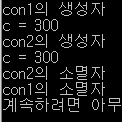 con1의 생성자
c = 300
con2의 생성자
c = 300
con2의 소멸자
con1의 소멸자
계속하려면 아무